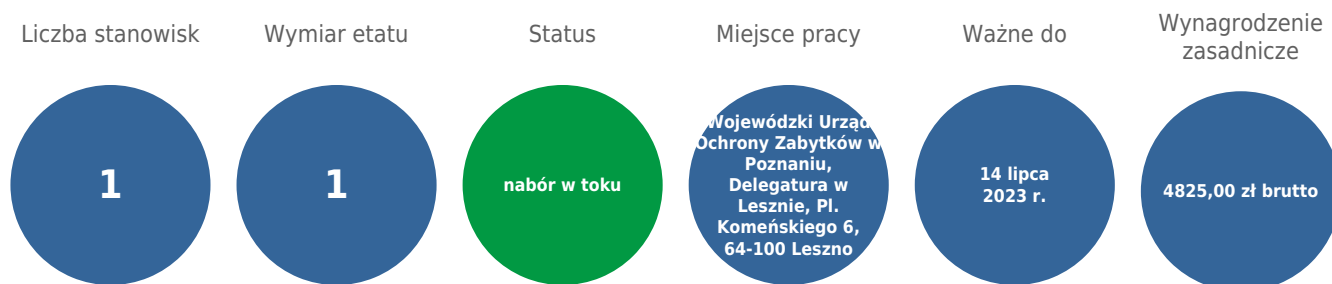 Liczba stanowisk
1
Wymiar etatu
1
Status
nabór w toku
Miejsce pracy
Wojewódzki Urząd
Ochrony Zabytków w
Poznaniu,
Delegatura w
Lesznie, Pl.
Komeńskiego 6,
64-100 Leszno
Ważne do
14 lipca
2023 r.
Wynagrodzenie
zasadnicze
4825,00 zł brutto